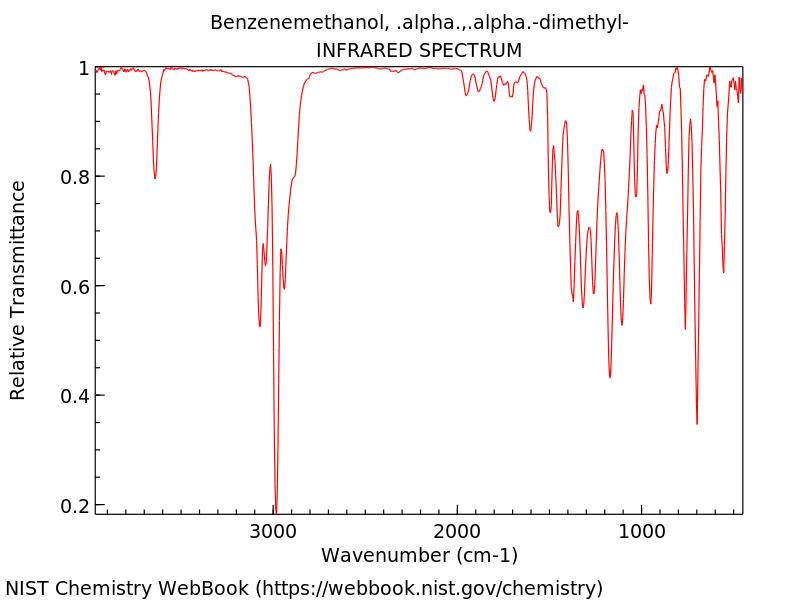 Benzenemethanol, .alpha.,.alpha.-dimethyl-
INFRARED SPECTRUM
1
0.8
0.6
0.4
0.2
Relative Transmittance
3000 2000 1000
Wavenumber (cm-1)
NIST Chemistry WebBook (https://webbook.nist.gov/chemistry)